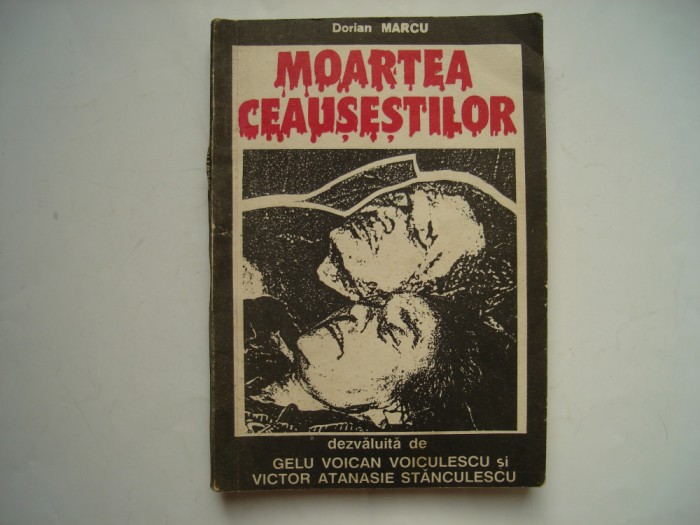 Dorian MARCU
MOARTEA
CEAUȘEȘTILOR
dezvăluită de
GELU VOICAN VOICULESCU și
VICTOR ATANASIE STĂNCULESCU